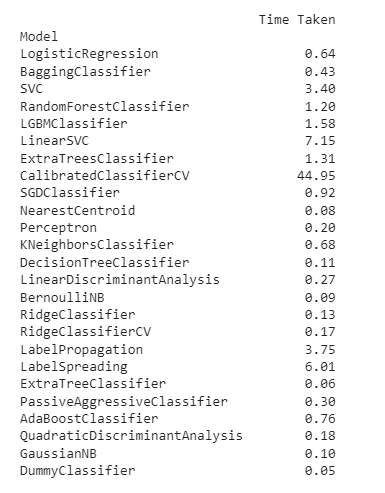 Time Taken
Model
LogisticRegression 0.64
BaggingClassifier 0.43
SVC 3.40
RandomForestClassifier 1.20
LGBMClassifier 1.58
LinearSVC 7.15
ExtraTreesClassifier 1.31
CalibratedClassifierCV 44.95
SGDClassifier 0.92
NearestCentroid 0.08
Perceptron 0.20
KNeighborsClassifier 0.68
DecisionTreeClassifier 0.11
LinearDiscriminantAnalysis 0.27
BernoulliNB 0.09
RidgeClassifier 0.13
RidgeClassifierCV 0.17
LabelPropagation 3.75
LabelSpreading 6.01
ExtraTreeClassifier 0.06
PassiveAggressiveClassifier 0.30
AdaBoostClassifier 0.76
QuadraticDiscriminantAnalysis 0.18
GaussianNB 0.10
DummyClassifier 0.05